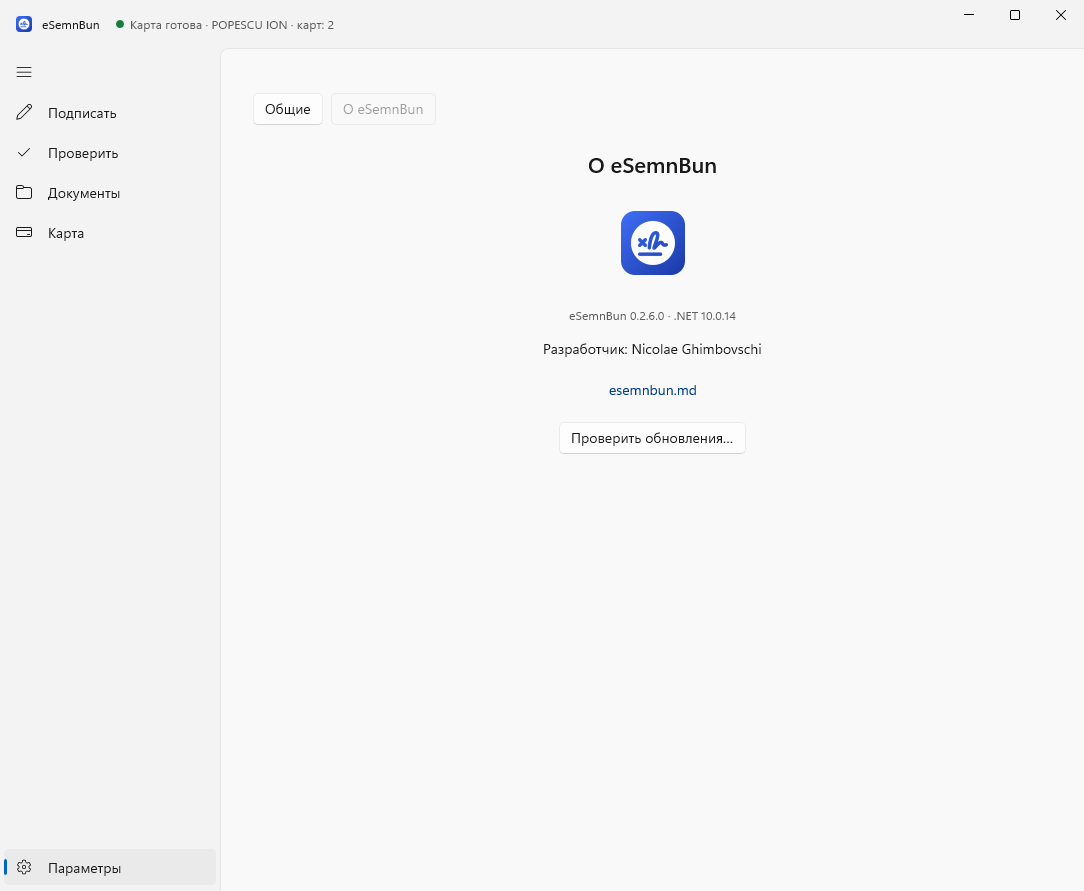 eSemnBun
Карта готова · POPESCU ION · карт: 2
Подписать
Проверить
Документы
Карта
Общие
О eSemnBun
О eSemnBun
eSemnBun 0.2.6.0 · .NET 10.0.14
Разработчик: Nicolae Ghimbovschi
esemnbun.md
Проверить обновления...
Параметры